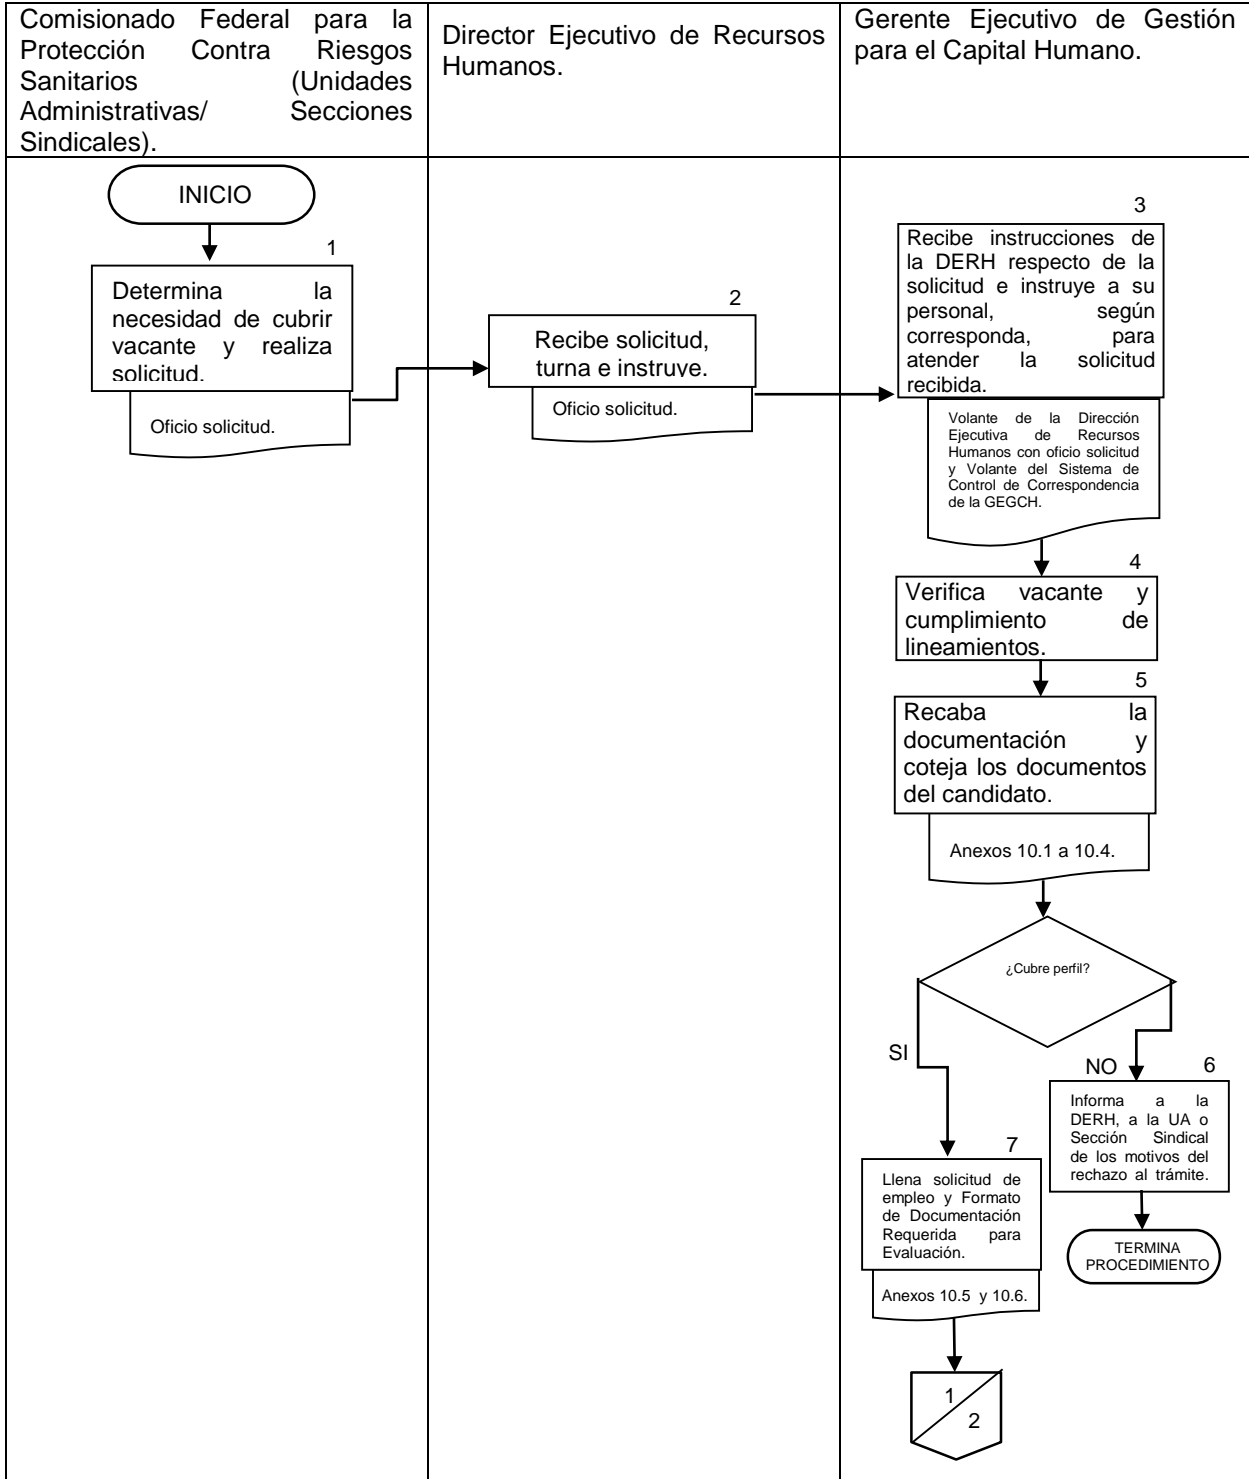 Comisionado Federal para la
Protección Contra Riesgos
Sanitarios (Unidades
Administrativas/ Secciones
Sindicales).
Director Ejecutivo de Recursos
Humanos.
Gerente Ejecutivo de Gestión
para el Capital Humano.
INICIO
1
Determina la
necesidad de cubrir
vacante y realiza
solicitud.
Oficio solicitud.
2
Recibe solicitud,
turna e instruye.
Oficio solicitud.
3
Recibe instrucciones de
la DERH respecto de la
solicitud e instruye a su
personal, según
corresponda, para
atender la solicitud
recibida.
Volante de la Dirección
Ejecutiva de Recursos
Humanos con oficio solicitud
y Volante del Sistema de
Control de Correspondencia
de la GEGCH.
4
Verifica vacante y
cumplimiento de
lineamientos.
5
Recaba la
documentación y
coteja los documentos
del candidato.
Anexos 10.1 a 10.4.
¿Cubre perfil?
SI
NO
6
Informa a la
DERH, a la UA o
Sección Sindical
de los motivos del
rechazo al trámite.
TERMINA
PROCEDIMIENTO
7
Llena solicitud de
empleo y Formato
de Documentación
Requerida para
Evaluación.
Anexos 10.5 y 10.6.
1
2